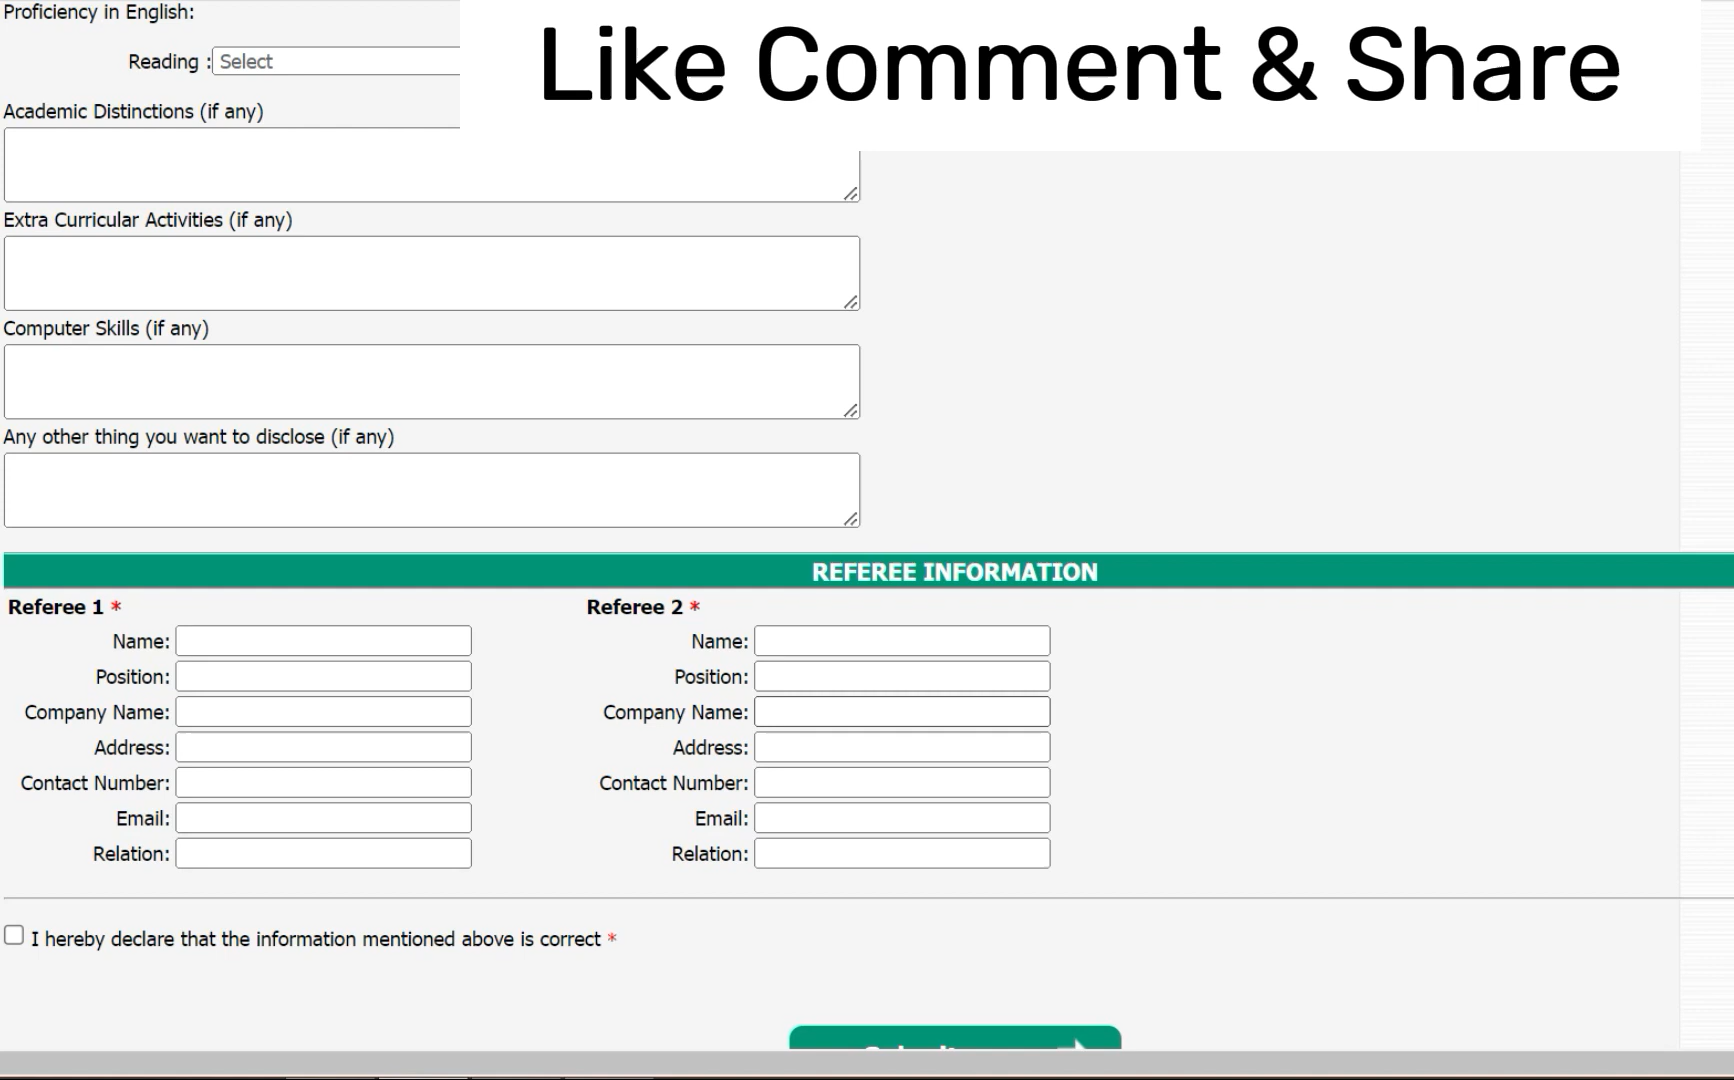 Proficiency in English:
Like Comment & Share
Reading : Select
Academic Distinctions (if any)
Extra Curricular Activities (if any)
Computer Skills (if any)
Any other thing you want to disclose (if any)
REFEREE INFORMATION
Referee 1 * Referee 2 *
Name: Name:
Position: Position:
Company Name: Company Name:
Address: Address:
Contact Number: Contact Number:
Email: Email:
Relation: Relation:
I hereby declare that the information mentioned above is correct *